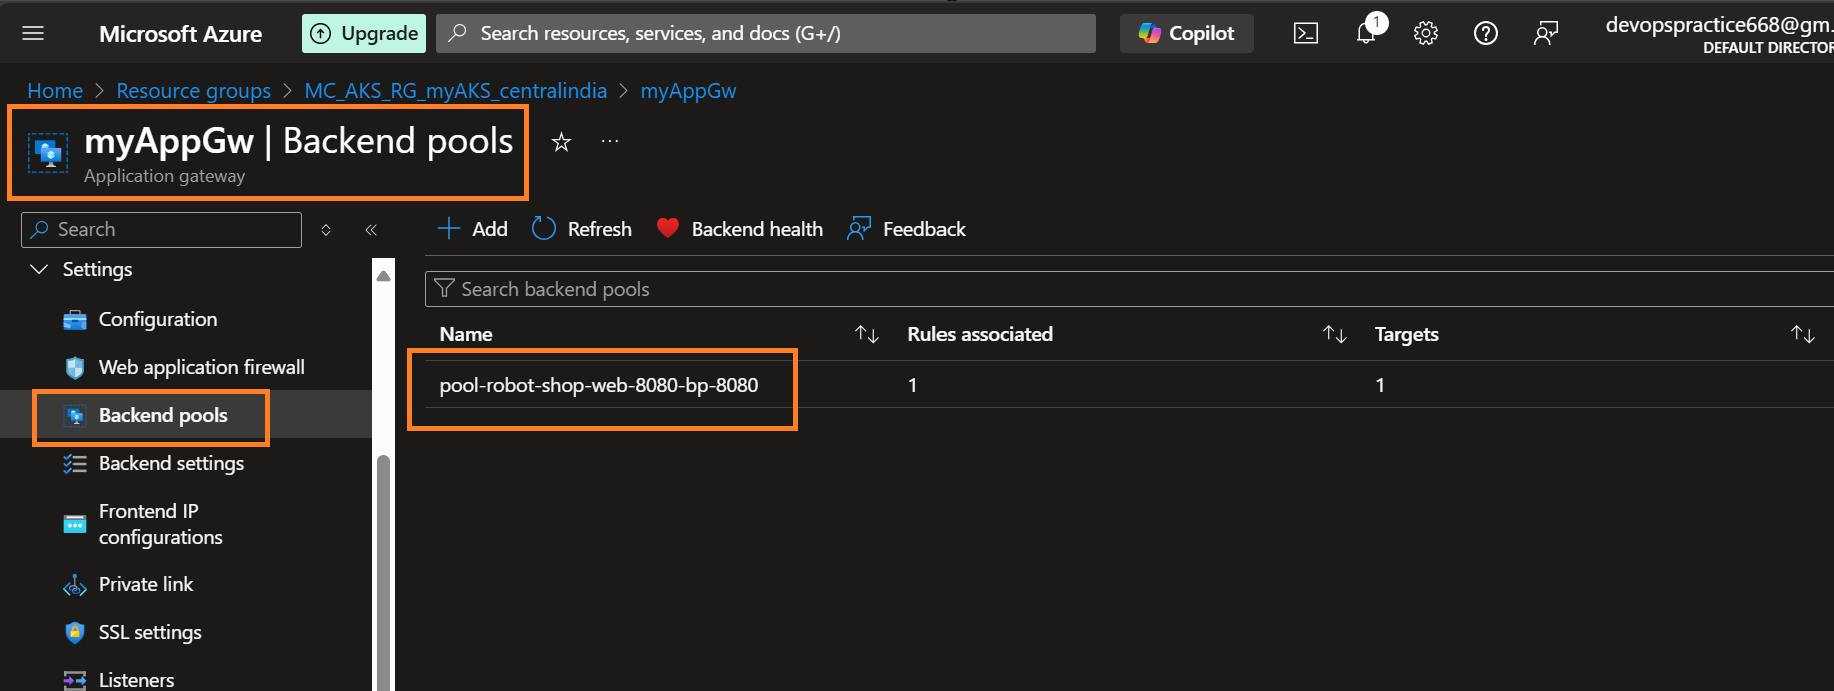 Microsoft Azure
Upgrade
Search resources, services, and docs (G+/)
Copilot
1
devopspractice668@gm.
DEFAULT DIRECTOR
Home > Resource groups > MC_AKS_RG_myAKS_centralindia > myAppGw
myAppGw | Backend pools
Application gateway
Search
Add
Refresh
Backend health
Feedback
Settings
Configuration
Web application firewall
Backend pools
Backend settings
Frontend IP
configurations
Private link
SSL settings
Listeners
Search backend pools
Name
Rules associated
Targets
pool-robot-shop-web-8080-bp-8080
1
1